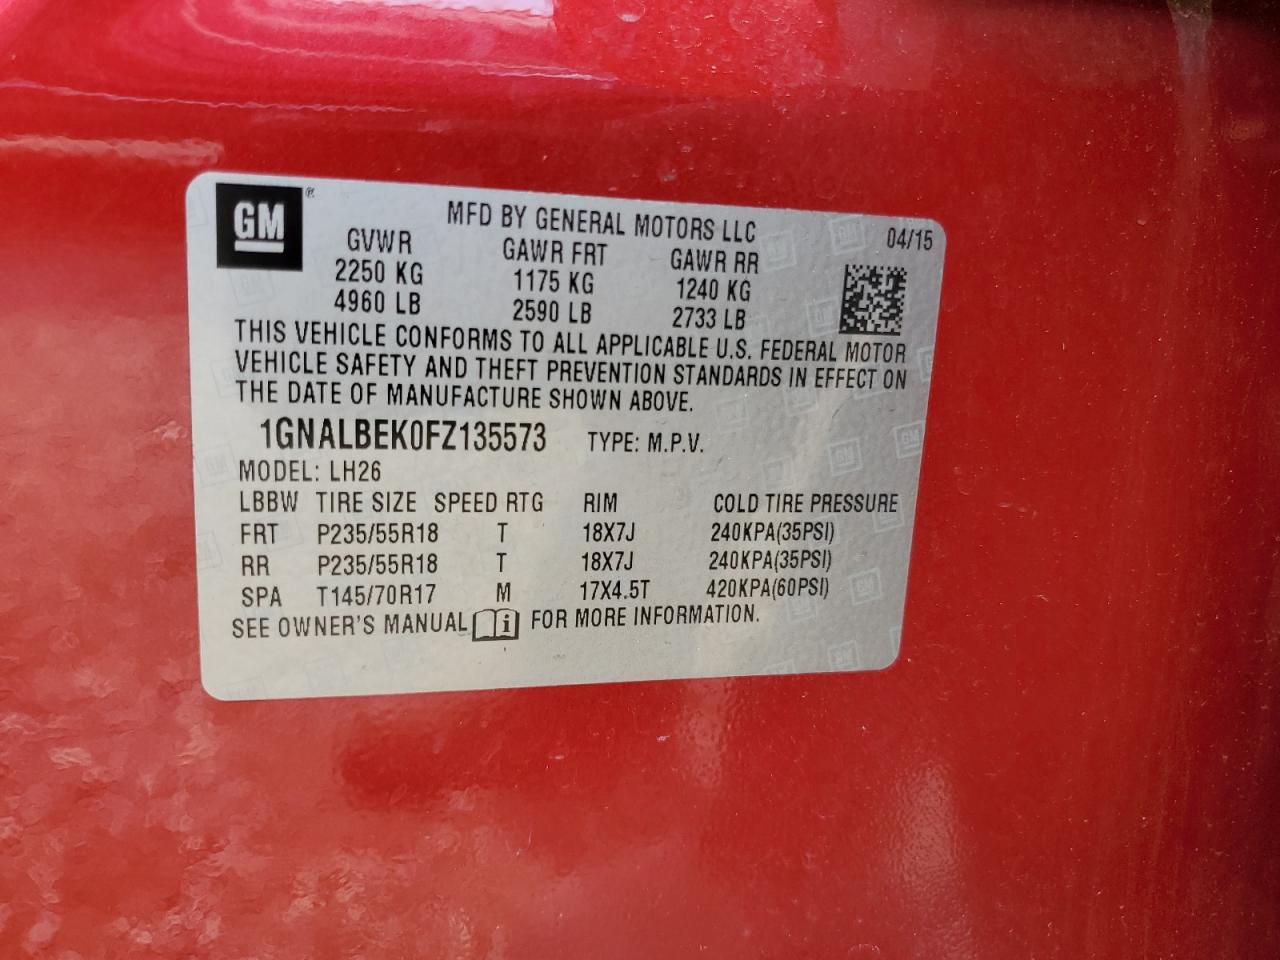 GM ®
MFD BY GENERAL MOTORS LLC 04/15
GVWR GAWR FRT GAWR RR
2250 KG 1175 KG 1240 KG
4960 LB 2590 LB 2733 LB
THIS VEHICLE CONFORMS TO ALL APPLICABLE U.S. FEDERAL MOTOR
VEHICLE SAFETY AND THEFT PREVENTION STANDARDS IN EFFECT ON
THE DATE OF MANUFACTURE SHOWN ABOVE.
1GNALBEK0FZ135573 TYPE: M.P.V.
MODEL: LH26
LBBW TIRE SIZE SPEED RTG RIM COLD TIRE PRESSURE
FRT P235/55R18 T 18X7J 240KPA(35PSI)
RR P235/55R18 T 18X7J 240KPA(35PSI)
SPA T145/70R17 M 17X4.5T 420KPA(60PSI)
SEE OWNER'S MANUAL i FOR MORE INFORMATION.